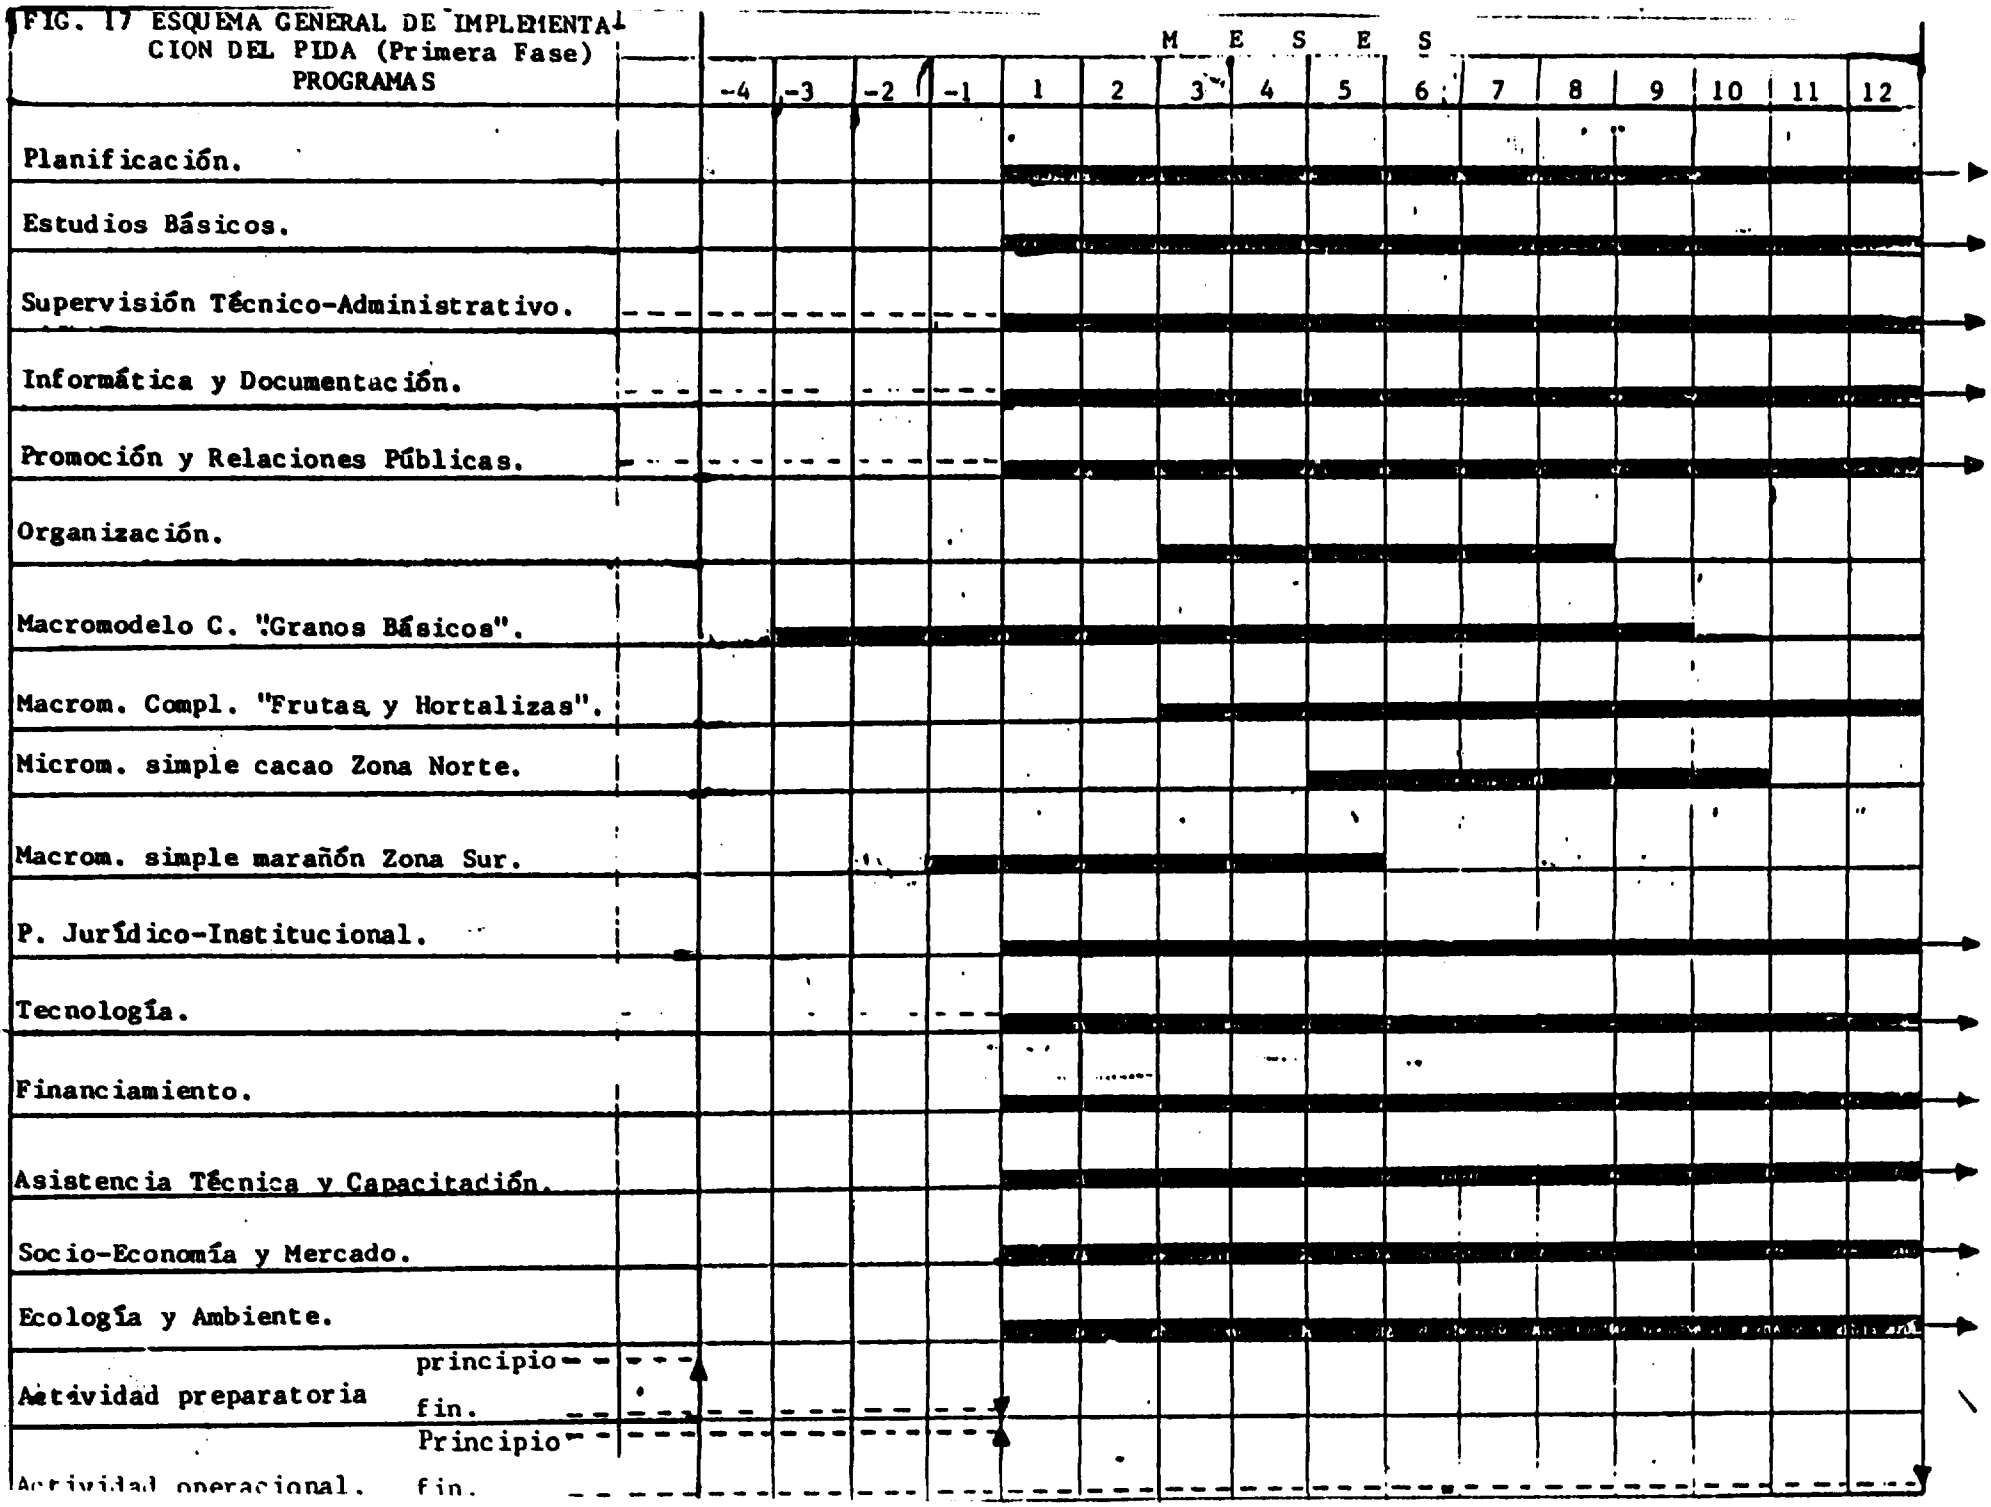 FIG. 17 ESQUEMA GENERAL DE IMPLEMENTA-
CION DEL PIDA (Primera Fase)
PROGRAMAS
M E S E S
-4 -3 -2 -1 1 2 3 4 5 6 7 8 9 10 11 12
Planificación.
Estudios Básicos.
Supervisión Técnico-Administrativo.
Informática y Documentación.
Promoción y Relaciones Públicas.
Organización.
Macromodelo C. "Granos Básicos".
Macrom. Compl. "Frutas y Hortalizas".
Microm. simple cacao Zona Norte.
Macrom. simple marañón Zona Sur.
P. Jurídico-Institucional.
Tecnología.
Financiamiento.
Asistencia Técnica y Capacitación.
Socio-Economía y Mercado.
Ecología y Ambiente.
principio
Actividad preparatoria
fin.
Principio
Actividad operacional. fin.